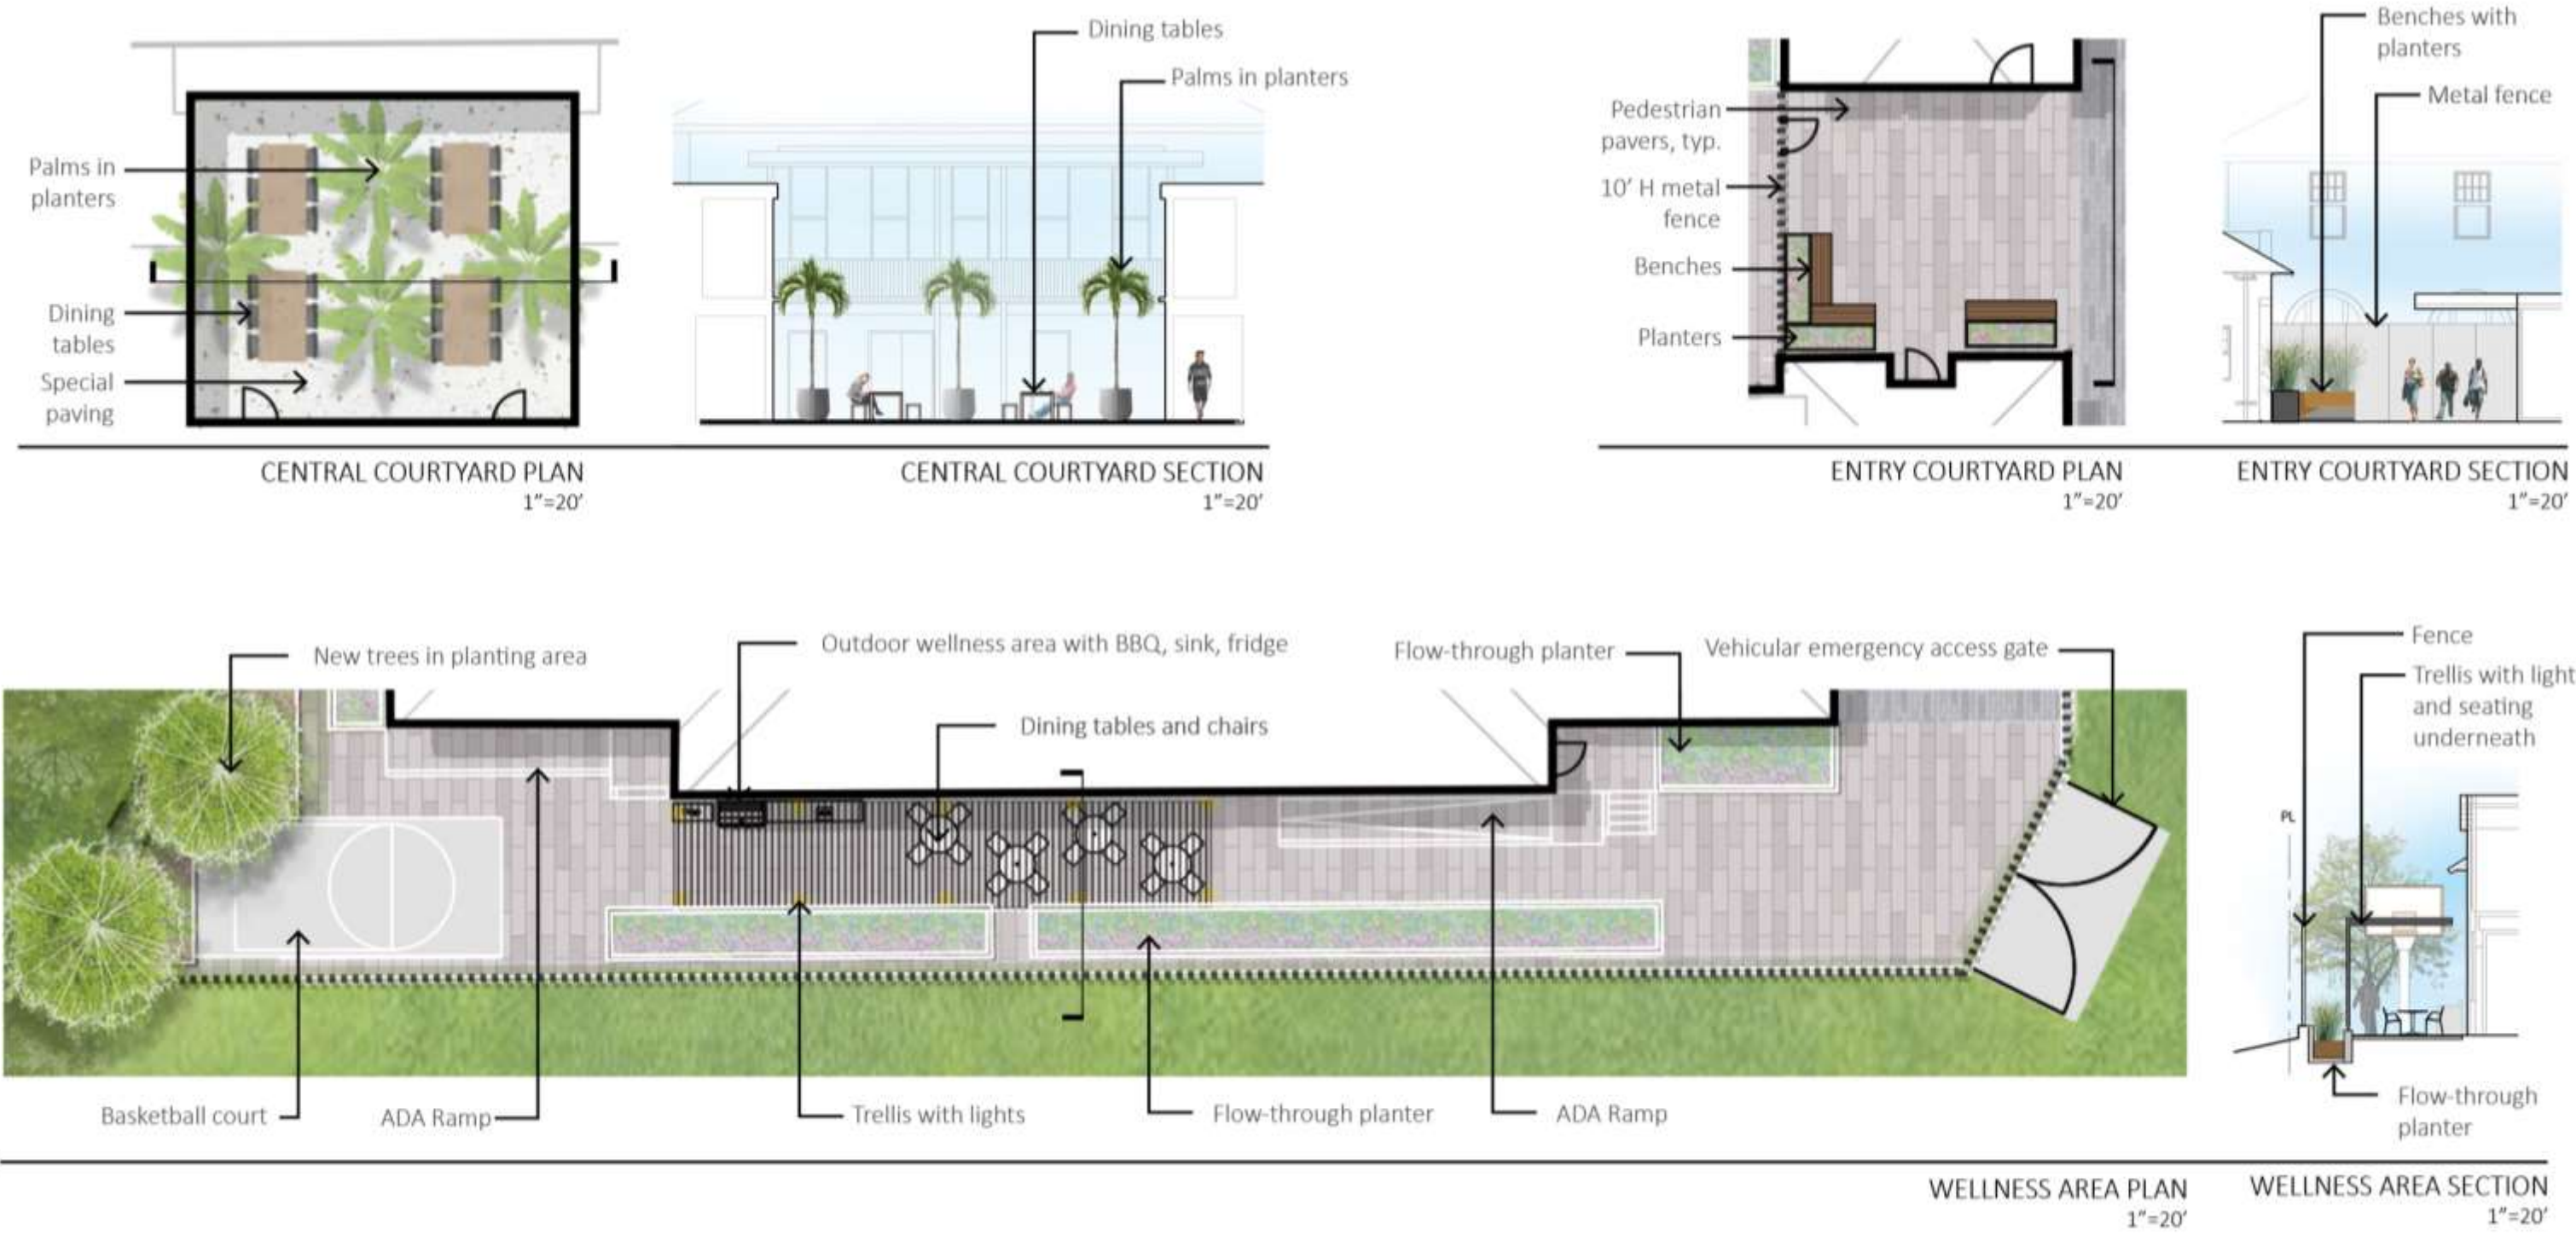 Palms in
planters
Dining
tables
Special
paving
CENTRAL COURTYARD PLAN
1"=20'
Dining tables
Palms in planters
CENTRAL COURTYARD SECTION
1"=20'
Pedestrian
pavers, typ.
10' H metal
fence
Benches
Planters
ENTRY COURTYARD PLAN
1"=20'
Benches with
planters
Metal fence
ENTRY COURTYARD SECTION
1"=20'
New trees in planting area
Outdoor wellness area with BBQ, sink, fridge
Dining tables and chairs
Flow-through planter
Vehicular emergency access gate
Basketball court
ADA Ramp
Trellis with lights
Flow-through planter
ADA Ramp
WELLNESS AREA PLAN
1"=20'
Fence
Trellis with light
and seating
underneath
PL
Flow-through
planter
WELLNESS AREA SECTION
1"=20'